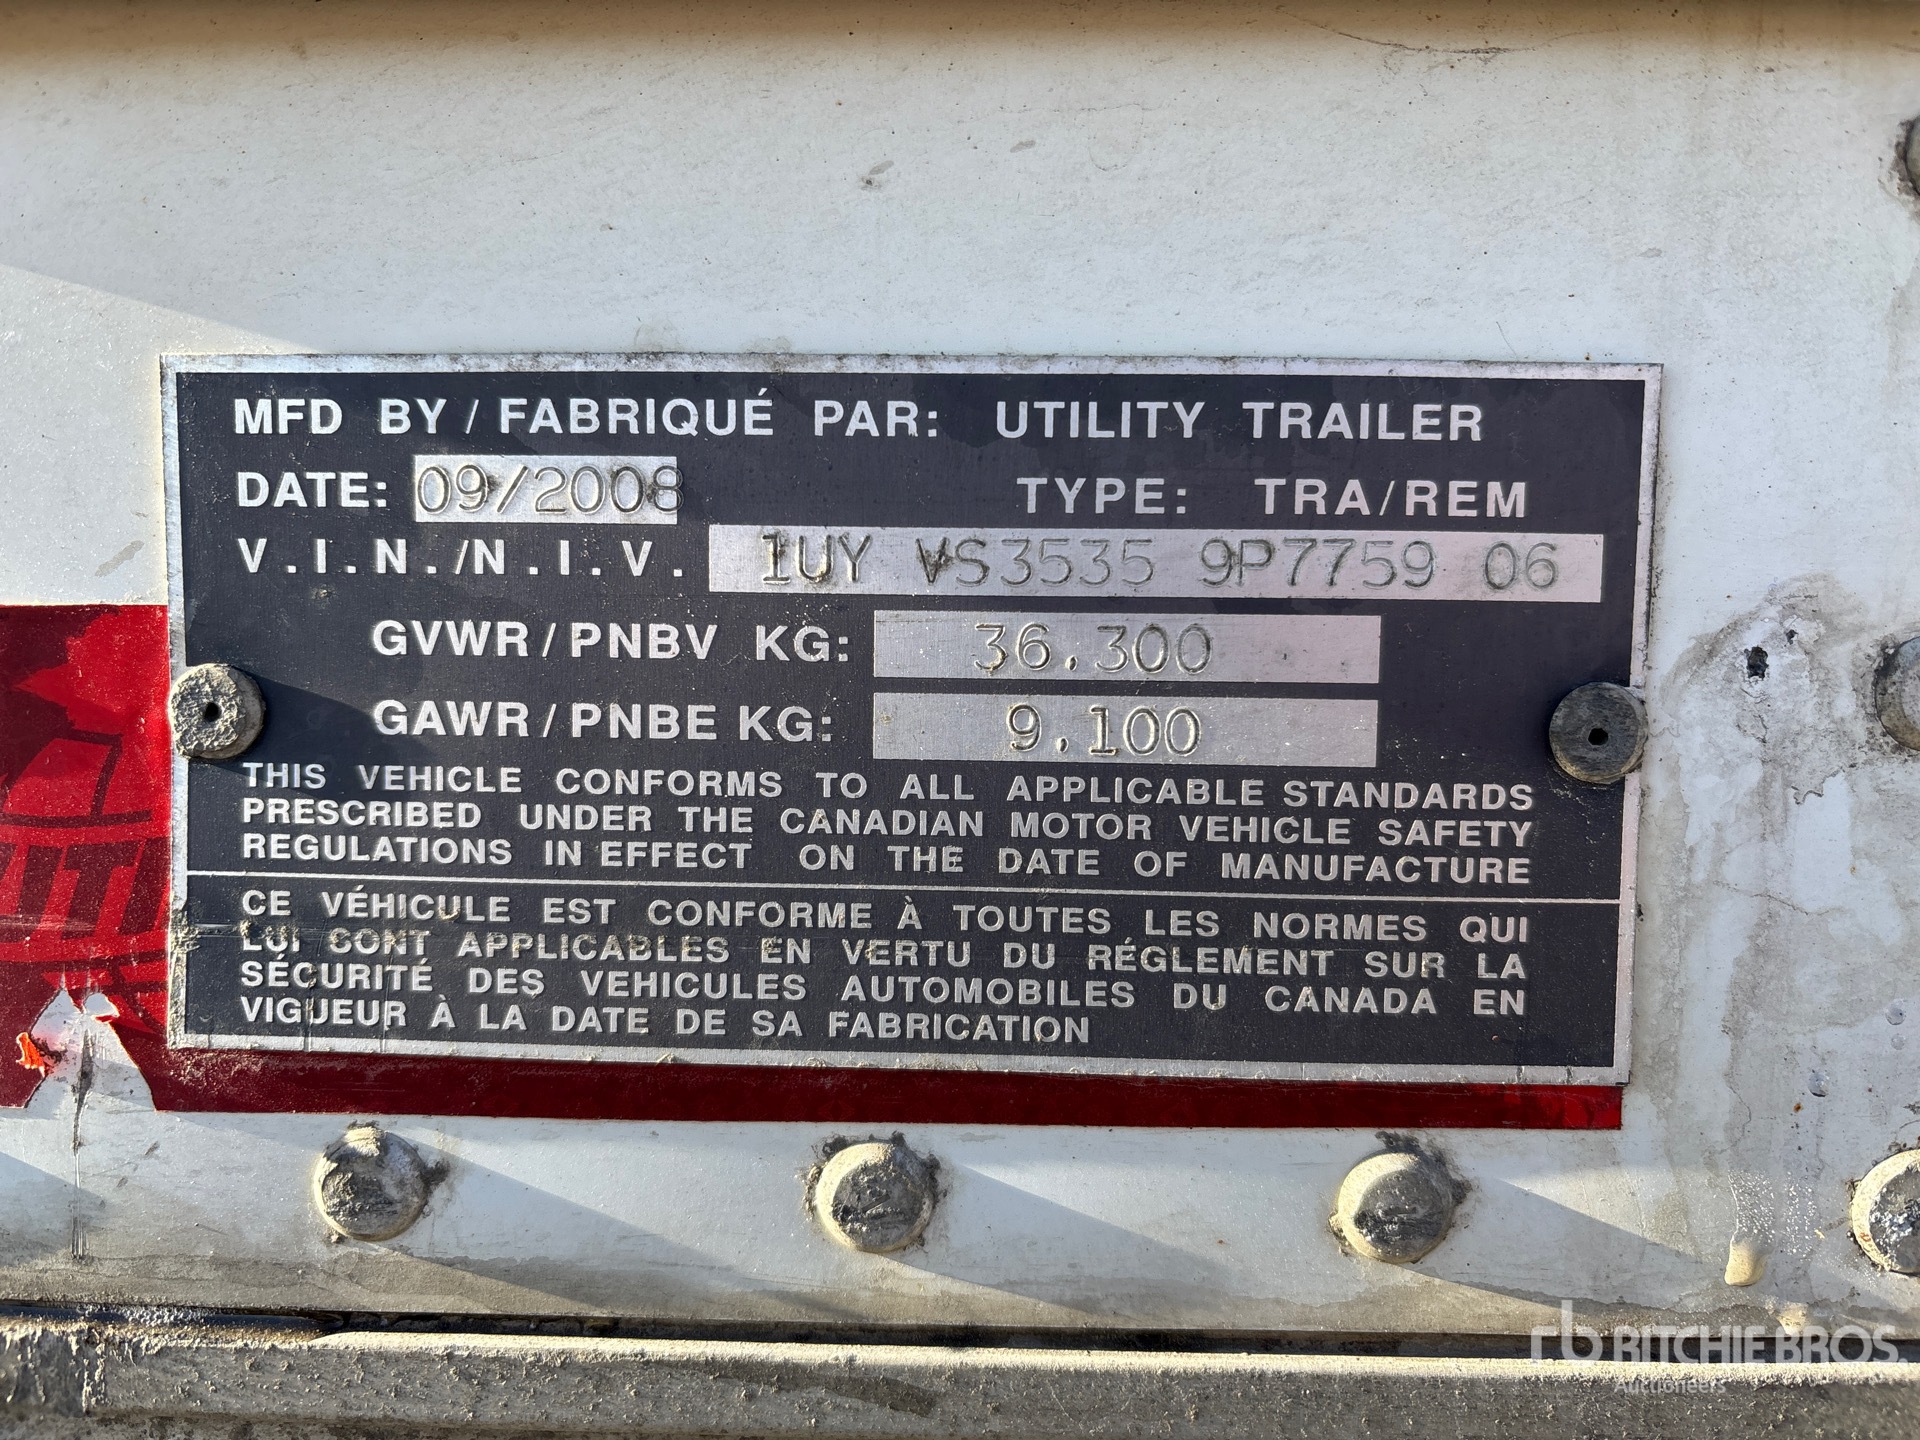 MFD BY / FABRIQUÉ PAR: UTILITY TRAILER
DATE: 09/2008 TYPE: TRA/REM
V.I.N./N.I.V. 1UY VS3535 9P7759 06
GVWR/PNBV KG: 36.300
GAWR/PNBE KG: 9.100
THIS VEHICLE CONFORMS TO ALL APPLICABLE STANDARDS
PRESCRIBED UNDER THE CANADIAN MOTOR VEHICLE SAFETY
REGULATIONS IN EFFECT ON THE DATE OF MANUFACTURE
CE VÉHICULE EST CONFORME À TOUTES LES NORMES QUI
LUI SONT APPLICABLES EN VERTU DU RÉGLEMENT SUR LA
SÉCURITÉ DES VEHICULES AUTOMOBILES DU CANADA EN
VIGUEUR À LA DATE DE SA FABRICATION
rb RITCHIE BROS.
Auctioneers